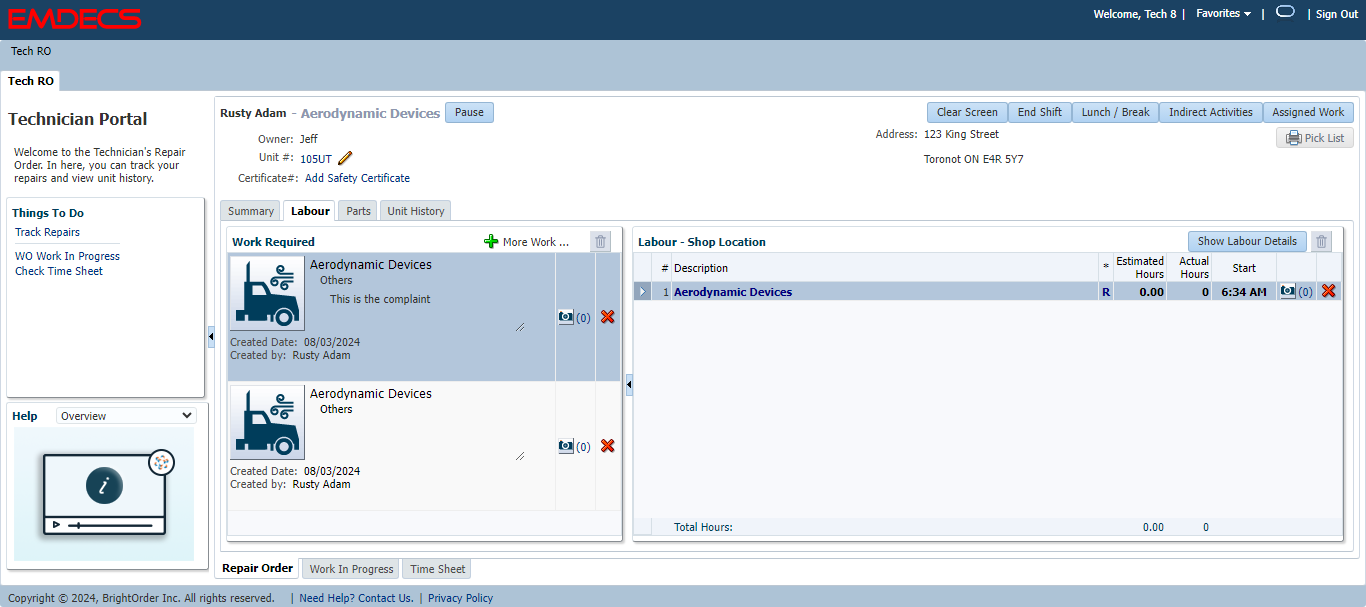 EMDECS
Welcome, Tech 8 | Favorites | | Sign Out
Tech RO
Tech RO
Technician Portal
Welcome to the Technician's Repair
Order. In here, you can track your
repairs and view unit history.
Things To Do
Track Repairs
WO Work In Progress
Check Time Sheet
Help Overview
i
Rusty Adam - Aerodynamic Devices Pause
Clear Screen End Shift Lunch / Break Indirect Activities Assigned Work
Owner: Jeff
Unit #: 105UT
Certificate#: Add Safety Certificate
Address: 123 King Street
Toronot ON E4R 5Y7
Pick List
Summary Labour Parts Unit History
Work Required More Work ...
Aerodynamic Devices
Others
This is the complaint
(0)
Created Date: 08/03/2024
Created by: Rusty Adam
Aerodynamic Devices
Others
(0)
Created Date: 08/03/2024
Created by: Rusty Adam
Labour - Shop Location Show Labour Details
# Description * Estimated Hours Actual Hours Start
1 Aerodynamic Devices R 0.00 0 6:34 AM (0)
Total Hours: 0.00 0
Repair Order Work In Progress Time Sheet
Copyright © 2024, BrightOrder Inc. All rights reserved. | Need Help? Contact Us. | Privacy Policy